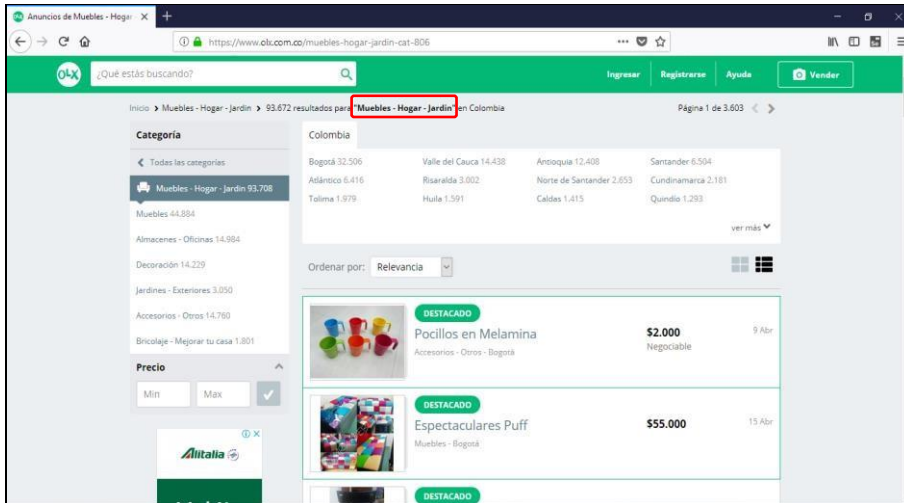 Anuncios de Muebles - Hogar
https://www.olx.com.co/muebles-hogar-jardin-cat-806
OLX
¿Qué estás buscando?
Ingresar
Registrarse
Ayuda
Vender
Inicio > Muebles - Hogar - Jardin > 93.672 resultados para "Muebles - Hogar - Jardin" en Colombia
Página 1 de 3.603
Categoría
Todas las categorías
Muebles - Hogar - Jardin 93.708
Muebles 44.884
Almacenes - Oficinas 14.984
Decoración 14.229
Jardines - Exteriores 3.050
Accesorios - Otros 14.760
Bricolaje - Mejorar tu casa 1.801
Precio
Min
Max
Alitalia
Colombia
Bogotá 32.506
Valle del Cauca 14.438
Antioquia 12.408
Santander 6.504
Atlántico 6.416
Risaralda 3.002
Norte de Santander 2.653
Cundinamarca 2.181
Tolima 1.979
Huila 1.591
Caldas 1.415
Quindío 1.293
ver más
Ordenar por: Relevancia
DESTACADO
Pocillos en Melamina
Accesorios - Otros - Bogotá
$2.000
Negociable
9 Abr
DESTACADO
Espectaculares Puff
Muebles - Bogotá
$55.000
15 Abr
DESTACADO